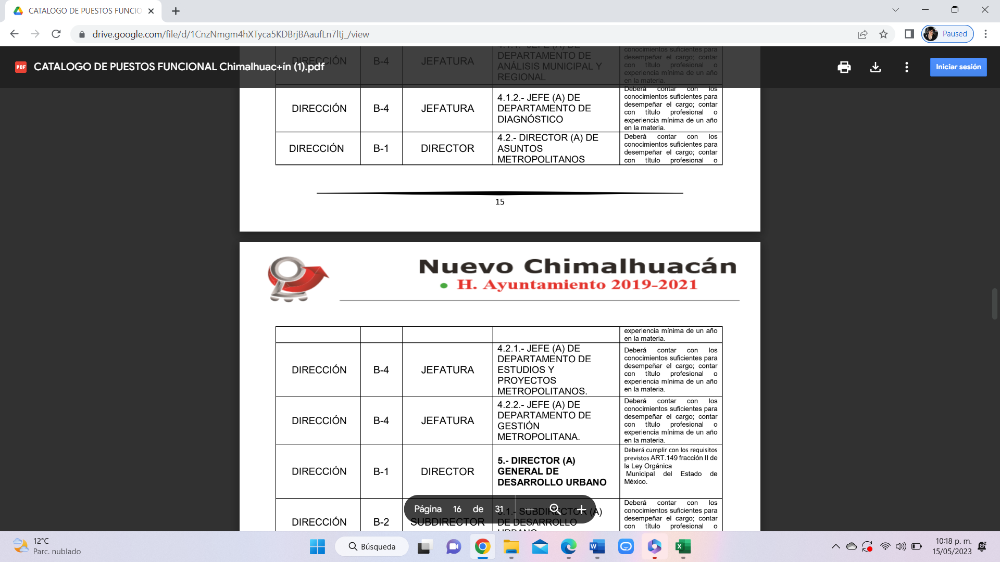 CATALOGO DE PUESTOS FUNCIO
drive.google.com/file/d/1CnzNmgm4hXTyca5KDBrjBAaufLn7ltj_/view
Paused
PDF
CATALOGO DE PUESTOS FUNCIONAL Chimalhuac+ín (1).pdf
Iniciar sesión
DIRECCIÓN
B-4
JEFATURA
4.1.1.- JEFE (A) DE
DEPARTAMENTO DE
ANÁLISIS MUNICIPAL Y
REGIONAL
conocimientos suficientes para
desempeñar el cargo; contar
con título profesional o
experiencia mínima de un año
en la materia.
DIRECCIÓN
B-4
JEFATURA
4.1.2.- JEFE (A) DE
DEPARTAMENTO DE
DIAGNÓSTICO
Deberá contar con los
conocimientos suficientes para
desempeñar el cargo; contar
con título profesional o
experiencia mínima de un año
en la materia.
DIRECCIÓN
B-1
DIRECTOR
4.2.- DIRECTOR (A) DE
ASUNTOS
METROPOLITANOS
Deberá contar con los
conocimientos suficientes para
desempeñar el cargo; contar
con título profesional o
15
Nuevo Chimalhuacán
• H. Ayuntamiento 2019-2021
experiencia mínima de un año
en la materia.
DIRECCIÓN
B-4
JEFATURA
4.2.1.- JEFE (A) DE
DEPARTAMENTO DE
ESTUDIOS Y
PROYECTOS
METROPOLITANOS.
Deberá contar con los
conocimientos suficientes para
desempeñar el cargo; contar
con título profesional o
experiencia mínima de un año
en la materia.
DIRECCIÓN
B-4
JEFATURA
4.2.2.- JEFE (A) DE
DEPARTAMENTO DE
GESTIÓN
METROPOLITANA.
Deberá contar con los
conocimientos suficientes para
desempeñar el cargo; contar
con título profesional o
experiencia mínima de un año
en la materia.
DIRECCIÓN
B-1
DIRECTOR
5.- DIRECTOR (A)
GENERAL DE
DESARROLLO URBANO
Deberá cumplir con los requisitos
previstos ART.149 fracción II de
la Ley Orgánica
Municipal del Estado de
México.
DIRECCIÓN
B-2
SUBDIRECTOR
5.1.- SUBDIRECTOR (A)
DE DESARROLLO
URBANO
Deberá contar con los
conocimientos suficientes para
desempeñar el cargo; contar
con título profesional o
Página 16 de 31
12°C
Parc. nublado
Búsqueda
10:18 p. m.
15/05/2023